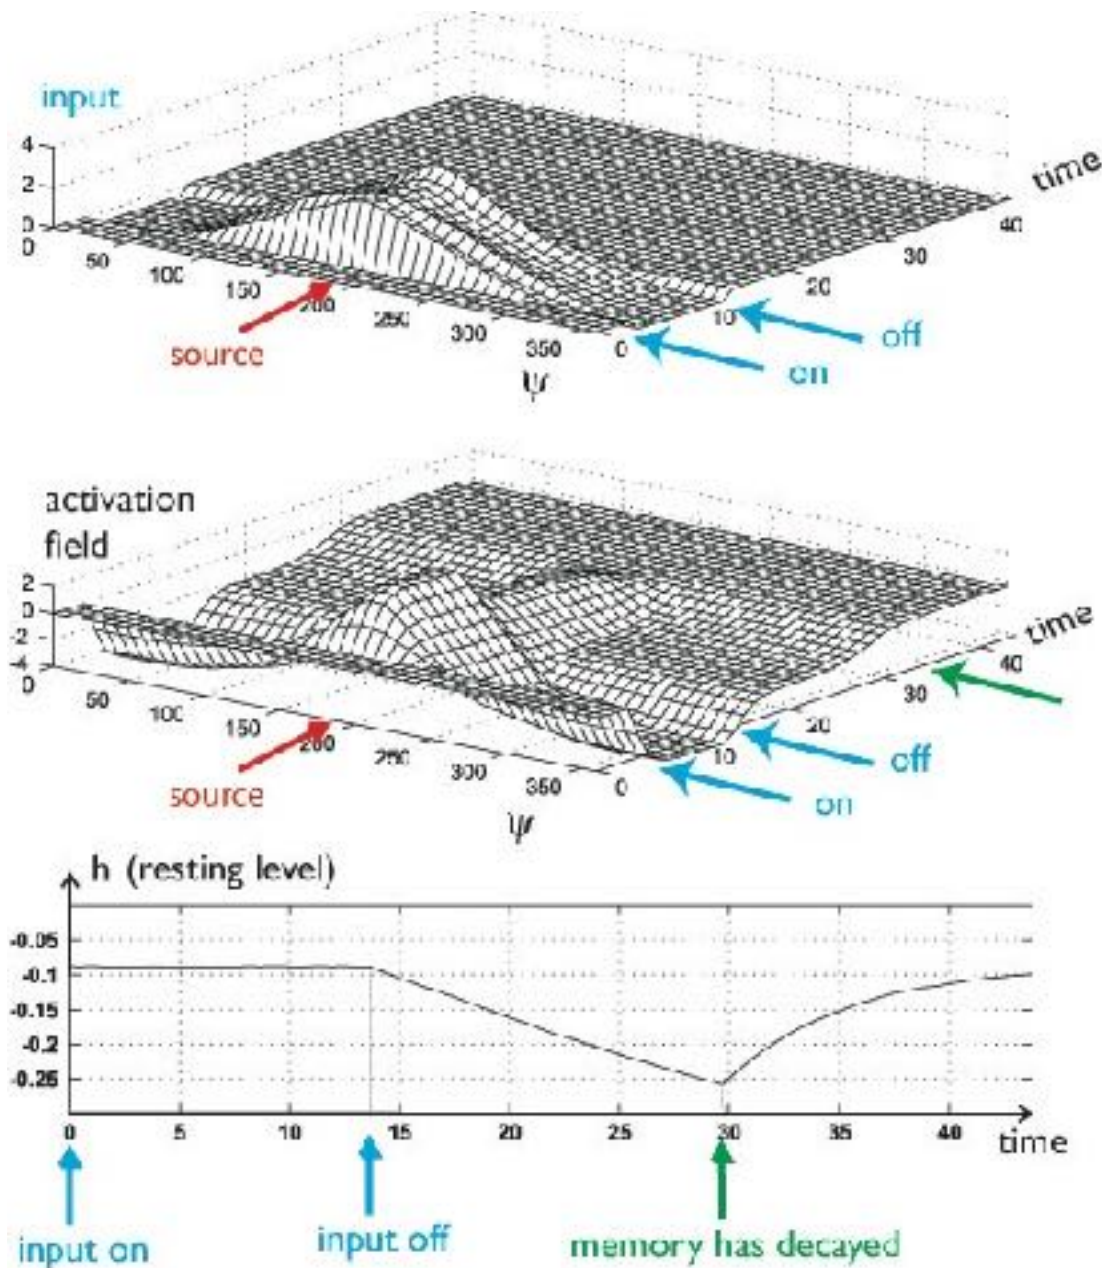 input
4
2
0
0
50
100
150
200
250
300
350
0
10
20
30
40
time
source
off
on
ψ
activation
field
2
0
-2
-4
0
50
100
150
200
250
300
350
0
10
20
30
40
time
source
off
on
ψ
h (resting level)
-0.05
-0.1
-0.15
-0.2
-0.25
0 5 10 15 20 25 30 35 40
time
input on
input off
memory has decayed